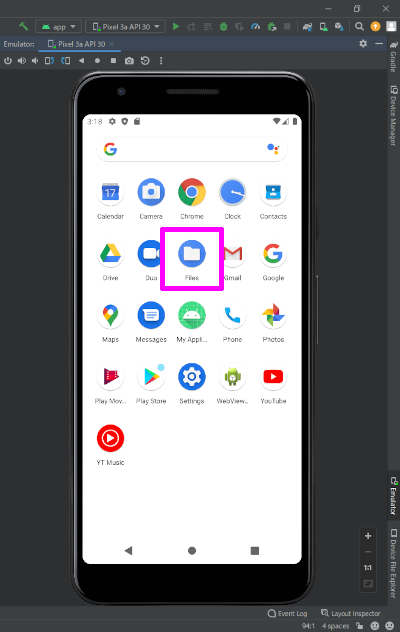 app Pixel 3a API 30
Emulator: Pixel 3a API 30
3:18
17
Calendar Camera Chrome Clock Contacts
Drive Duo Files Gmail Google
Maps Messages My Appli... Phone Photos
Play Mov... Play Store Settings WebView... YouTube
YT Music
Gradle
Device Manager
Emulator
Device File Explorer
1:1
Event Log Layout Inspector
94:1 4 spaces